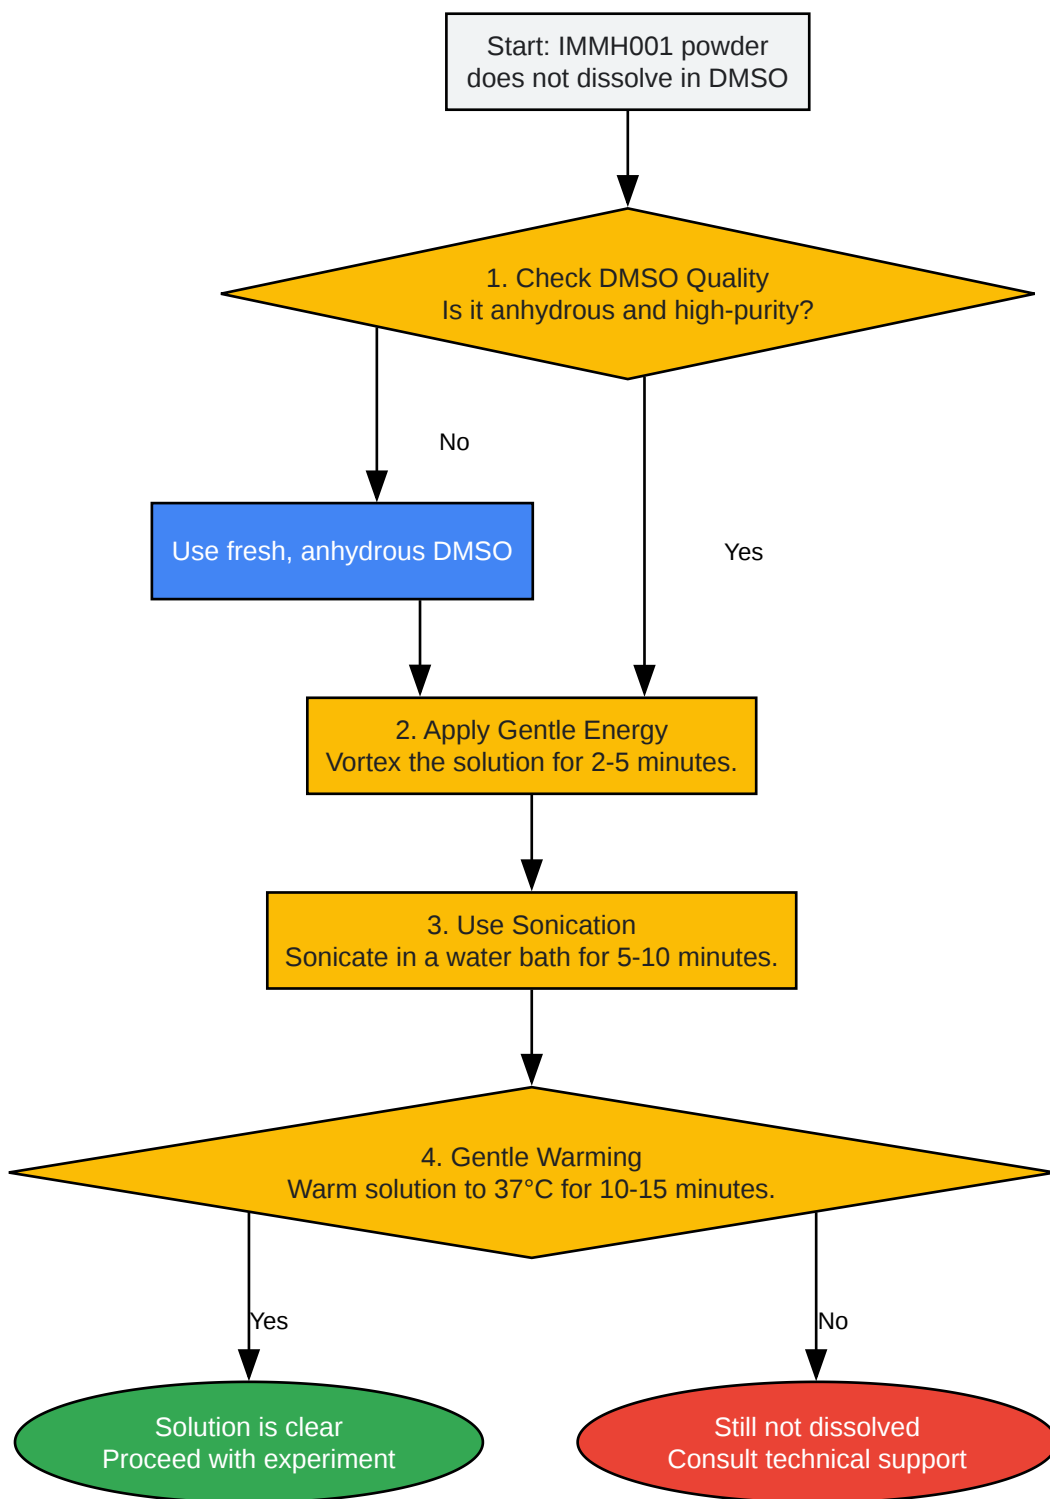 Start: IMMH001 powder
does not dissolve in DMSO
1. Check DMSO Quality
Is it anhydrous and high-purity?
No
Use fresh, anhydrous DMSO
Yes
2. Apply Gentle Energy
Vortex the solution for 2-5 minutes.
3. Use Sonication
Sonicate in a water bath for 5-10 minutes.
4. Gentle Warming
Warm solution to 37°C for 10-15 minutes.
Yes
No
Solution is clear
Proceed with experiment
Still not dissolved
Consult technical support